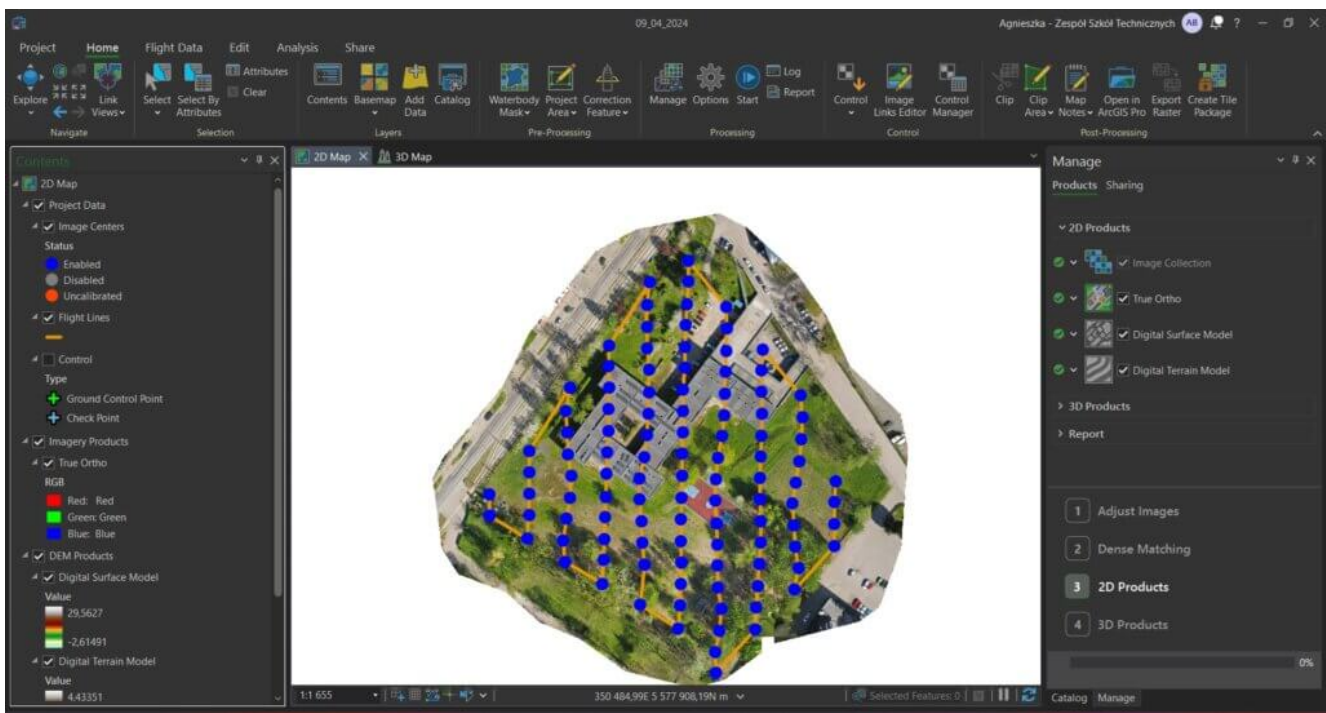 09_04_2024
Agnieszka - Zespół Szkół Technicznych AB ?
Project Home Flight Data Edit Analysis Share
Explore
Link Views
Navigate
Select
Select By Attributes
Attributes
Clear
Selection
Contents
Basemap
Add Data
Catalog
Layers
Waterbody Mask
Project Area
Correction Feature
Pre-Processing
Manage
Options
Start
Log
Report
Processing
Control
Image Links Editor
Control Manager
Control
Clip
Clip Area
Map Notes
Open in ArcGIS Pro
Export Raster
Create Tile Package
Post-Processing
Contents
2D Map
Project Data
Image Centers
Status
Enabled
Disabled
Uncalibrated
Flight Lines
Control
Type
Ground Control Point
Check Point
Imagery Products
True Ortho
RGB
Red: Red
Green: Green
Blue: Blue
DEM Products
Digital Surface Model
Value
29,5627
-2,61491
Digital Terrain Model
Value
4,43351
2D Map 3D Map
1:1 655
350 484,99E 5 577 908,19N m
Selected Features: 0
Manage
Products Sharing
2D Products
Image Collection
True Ortho
Digital Surface Model
Digital Terrain Model
3D Products
Report
1 Adjust Images
2 Dense Matching
3 2D Products
4 3D Products
0%
Catalog Manage